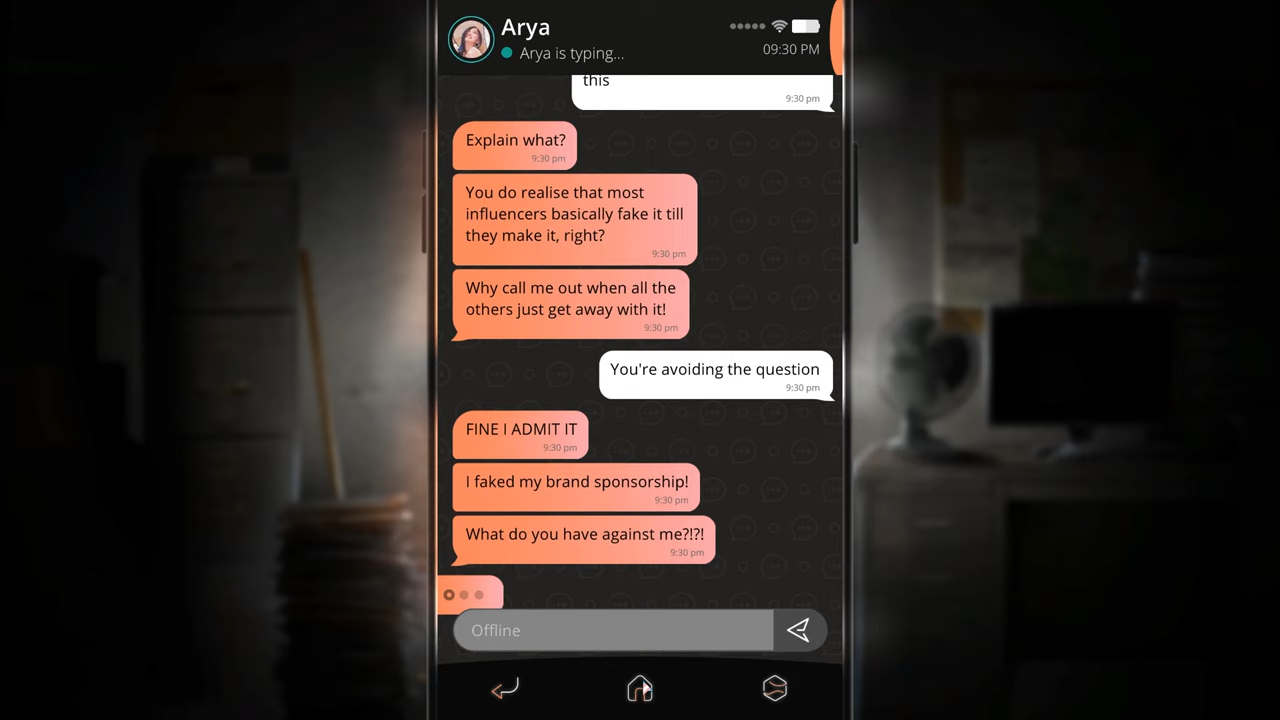 Arya
Arya is typing...
09:30 PM
this
9:30 pm
Explain what?
9:30 pm
You do realise that most
influencers basically fake it till
they make it, right?
9:30 pm
Why call me out when all the
others just get away with it!
9:30 pm
You're avoiding the question
9:30 pm
FINE I ADMIT IT
9:30 pm
I faked my brand sponsorship!
9:30 pm
What do you have against me?!?!
9:30 pm
Offline